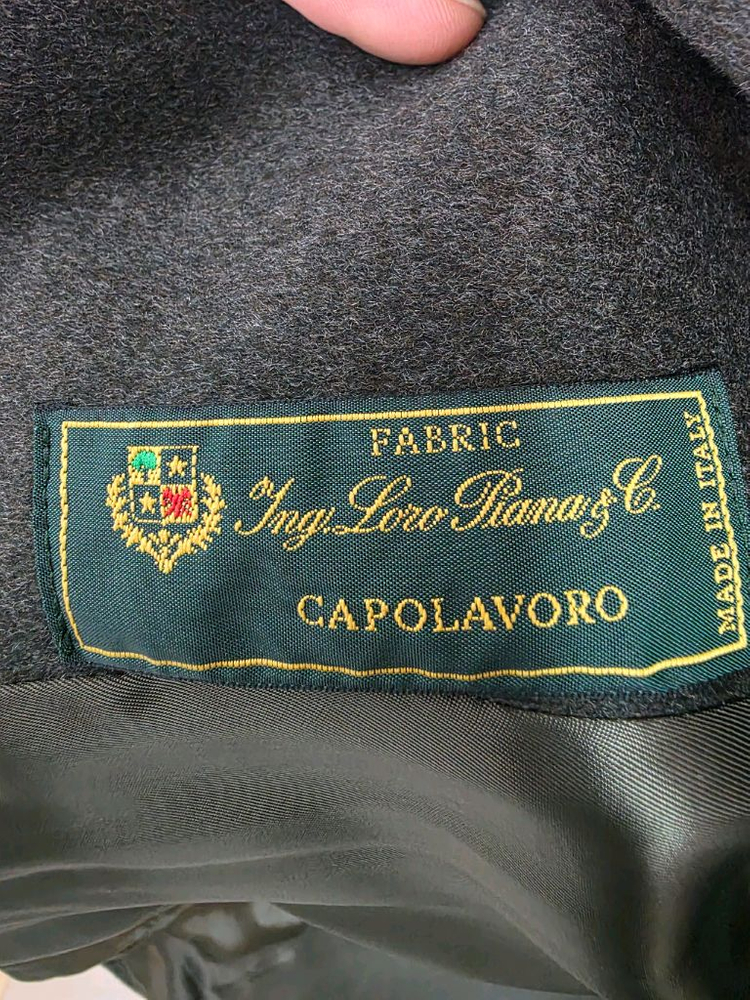 FABRIC
Ing. Loro Piana & C.
CAPOLAVORO
MADE IN ITALY